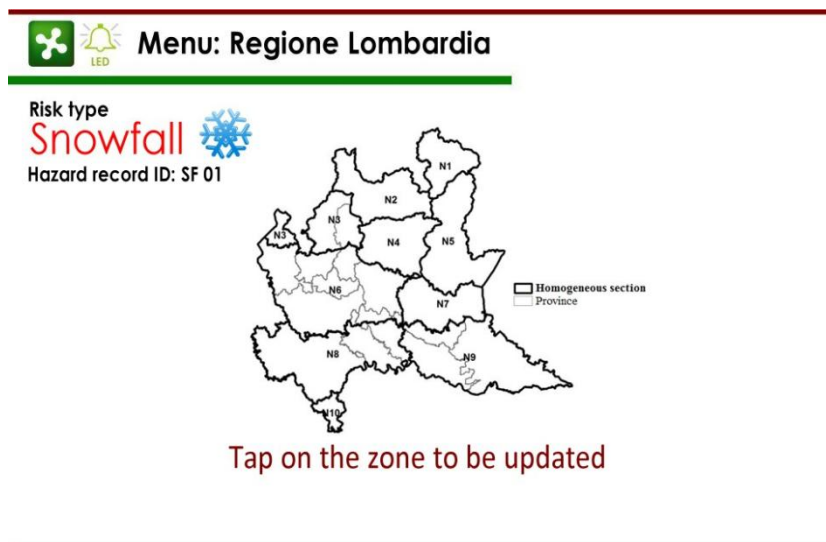 LED
Menu: Regione Lombardia
Risk type
Snowfall
Hazard record ID: SF 01
N1
N2
N3
N3
N4
N5
N6
N7
N8
N9
N10
Homogeneous section
Province
Tap on the zone to be updated